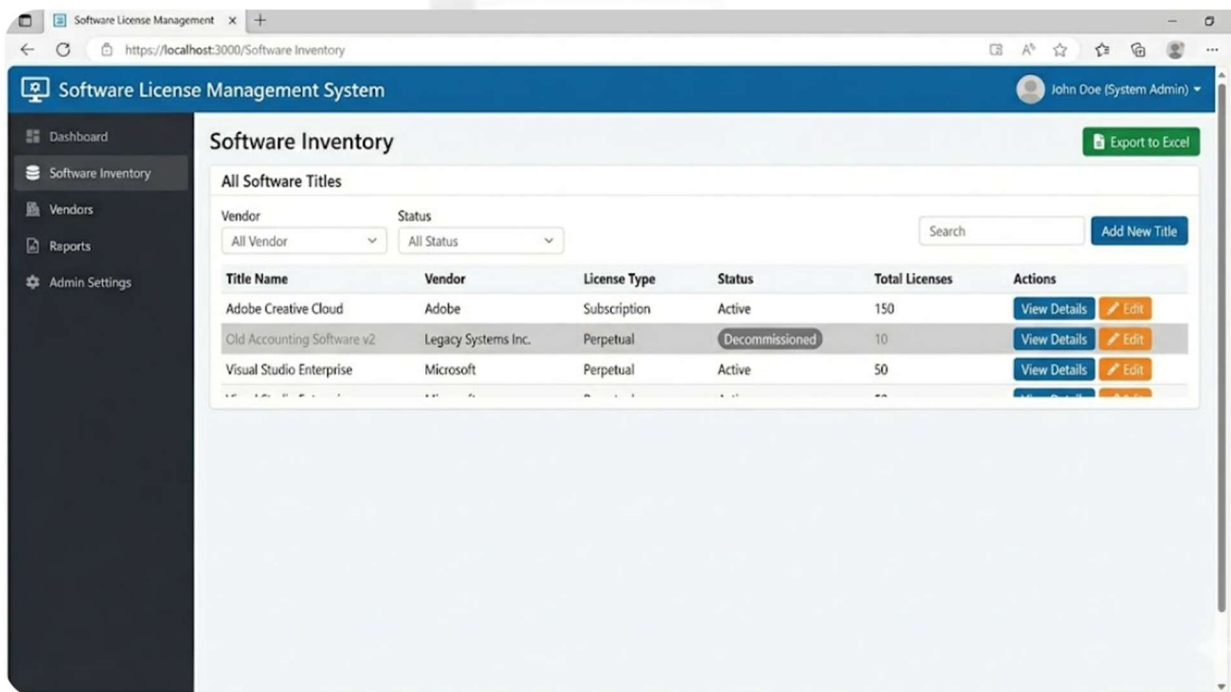 Software License Management
https://localhost:3000/Software Inventory
Software License Management System
John Doe (System Admin)
Dashboard
Software Inventory
Vendors
Reports
Admin Settings
Software Inventory
Export to Excel
All Software Titles
Vendor Status
All Vendor All Status Search Add New Title
Title Name Vendor License Type Status Total Licenses Actions
Adobe Creative Cloud Adobe Subscription Active 150 View Details Edit
Old Accounting Software v2 Legacy Systems Inc. Perpetual Decommissioned 10 View Details Edit
Visual Studio Enterprise Microsoft Perpetual Active 50 View Details Edit